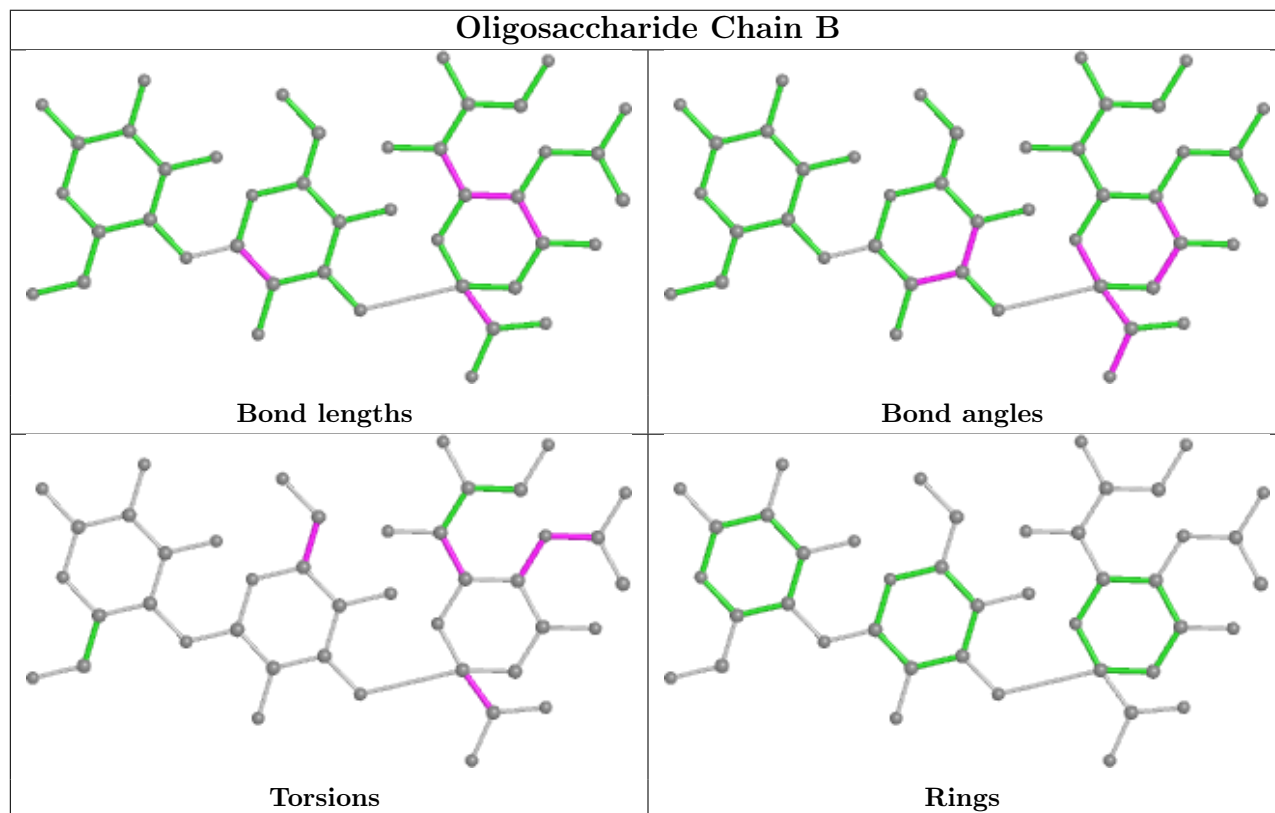 Oligosaccharide Chain B
Bond lengths
Bond angles
Torsions
Rings